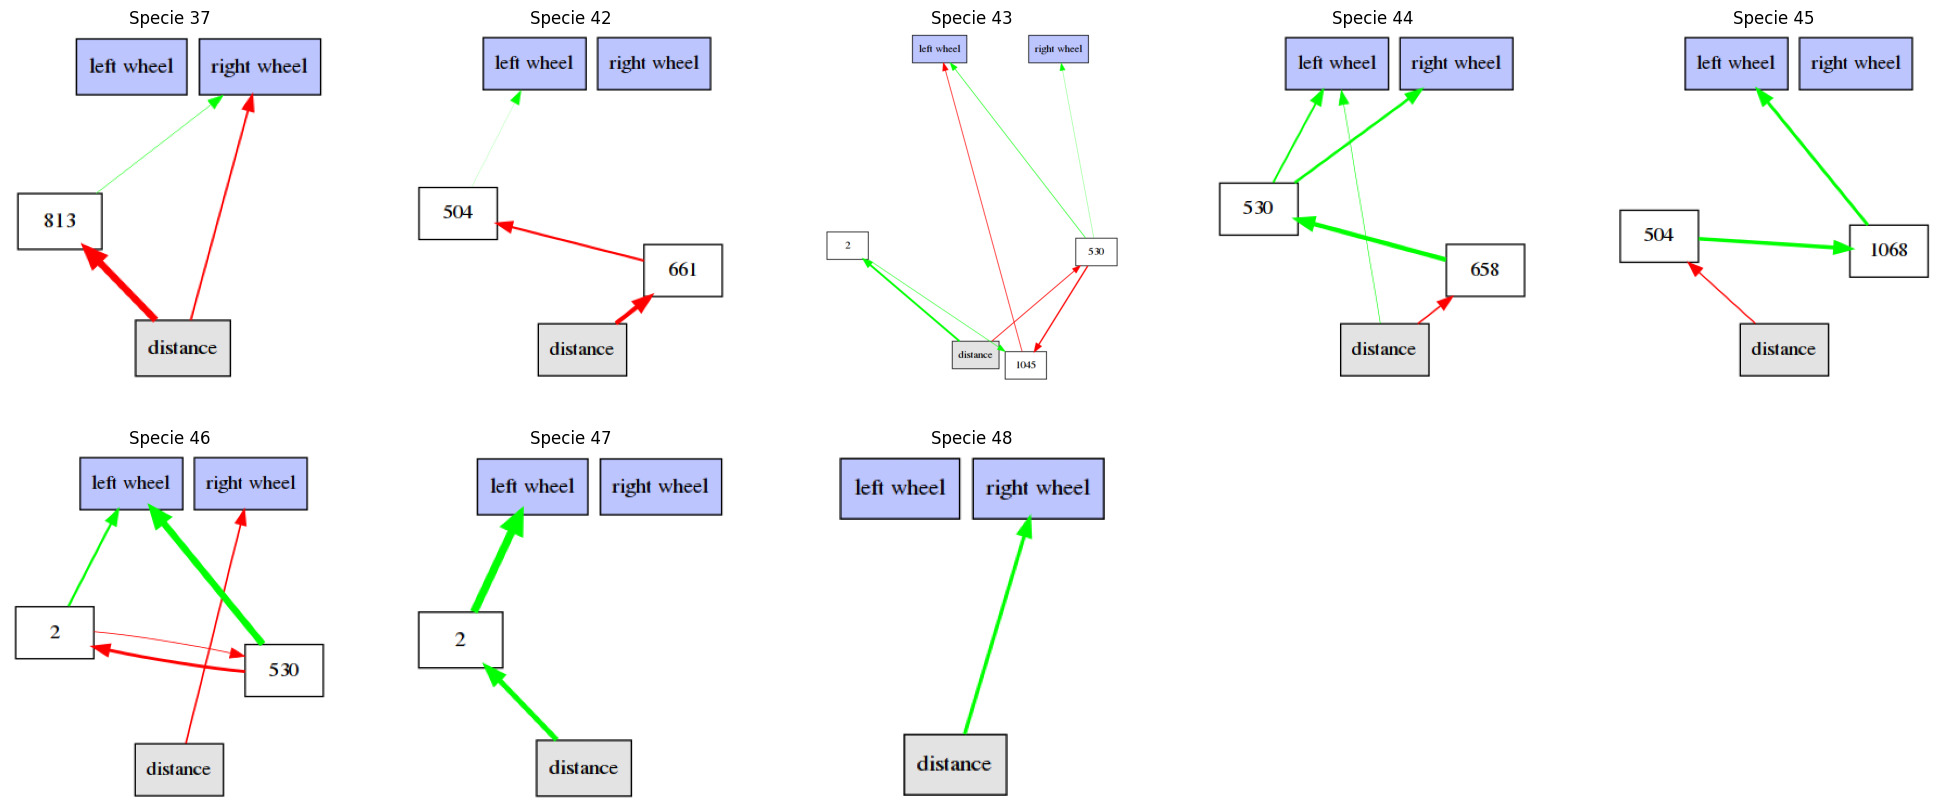 Specie 37
left wheel
right wheel
813
distance
Specie 42
left wheel
right wheel
504
661
distance
Specie 43
left wheel
right wheel
2
530
distance
1045
Specie 44
left wheel
right wheel
530
658
distance
Specie 45
left wheel
right wheel
504
1068
distance
Specie 46
left wheel
right wheel
2
530
distance
Specie 47
left wheel
right wheel
2
distance
Specie 48
left wheel
right wheel
distance